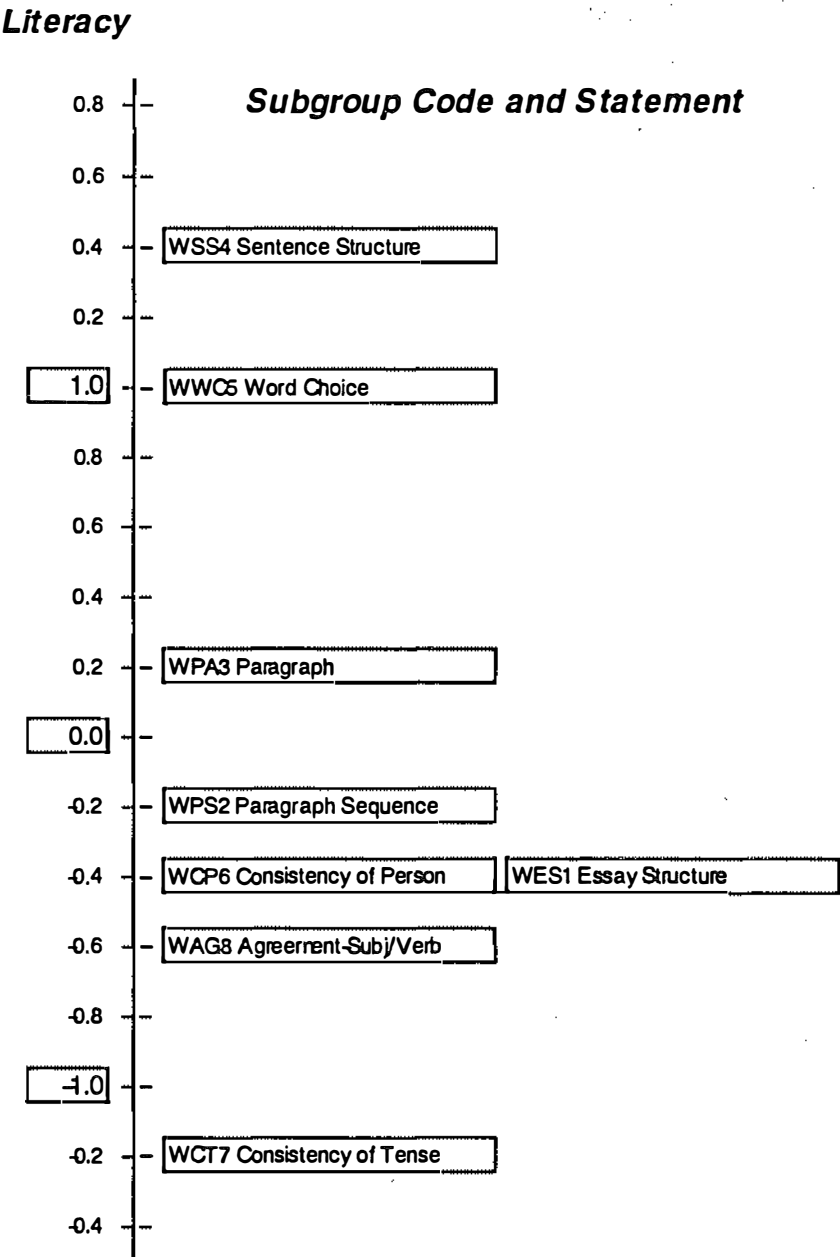 Literacy
Subgroup Code and Statement
0.8
0.6
0.4 WSS4 Sentence Structure
0.2
1.0 WWC5 Word Choice
0.8
0.6
0.4
0.2 WPA3 Paragraph
0.0
-0.2 WPS2 Paragraph Sequence
-0.4 WCP6 Consistency of Person WES1 Essay Structure
-0.6 WAG8 Agreement-Subj/Verb
-0.8
-1.0
-0.2 WCT7 Consistency of Tense
-0.4